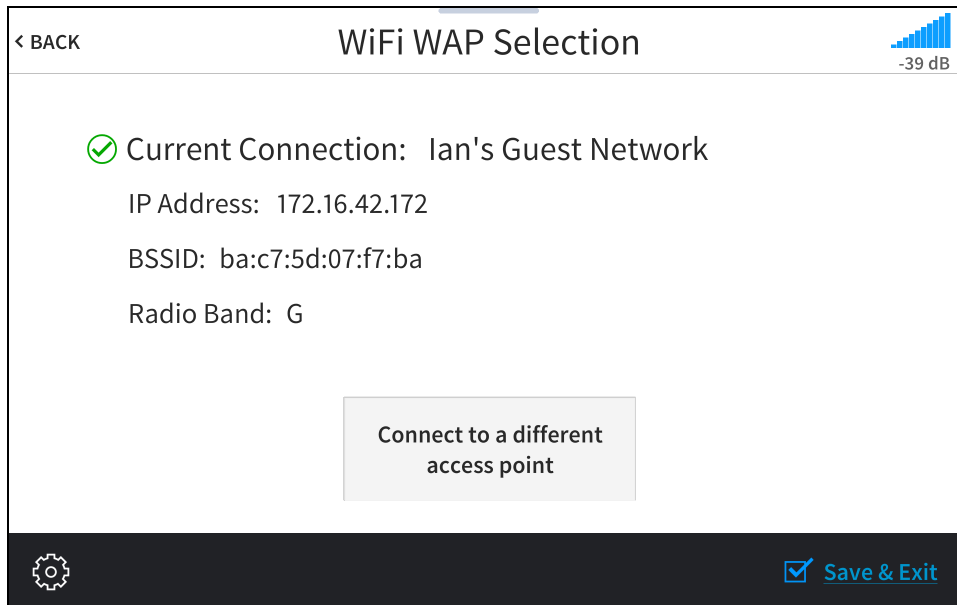 < BACK
WiFi WAP Selection
-39 dB
Current Connection: Ian's Guest Network
IP Address: 172.16.42.172
BSSID: ba:c7:5d:07:f7:ba
Radio Band: G
Connect to a different
access point
Save & Exit